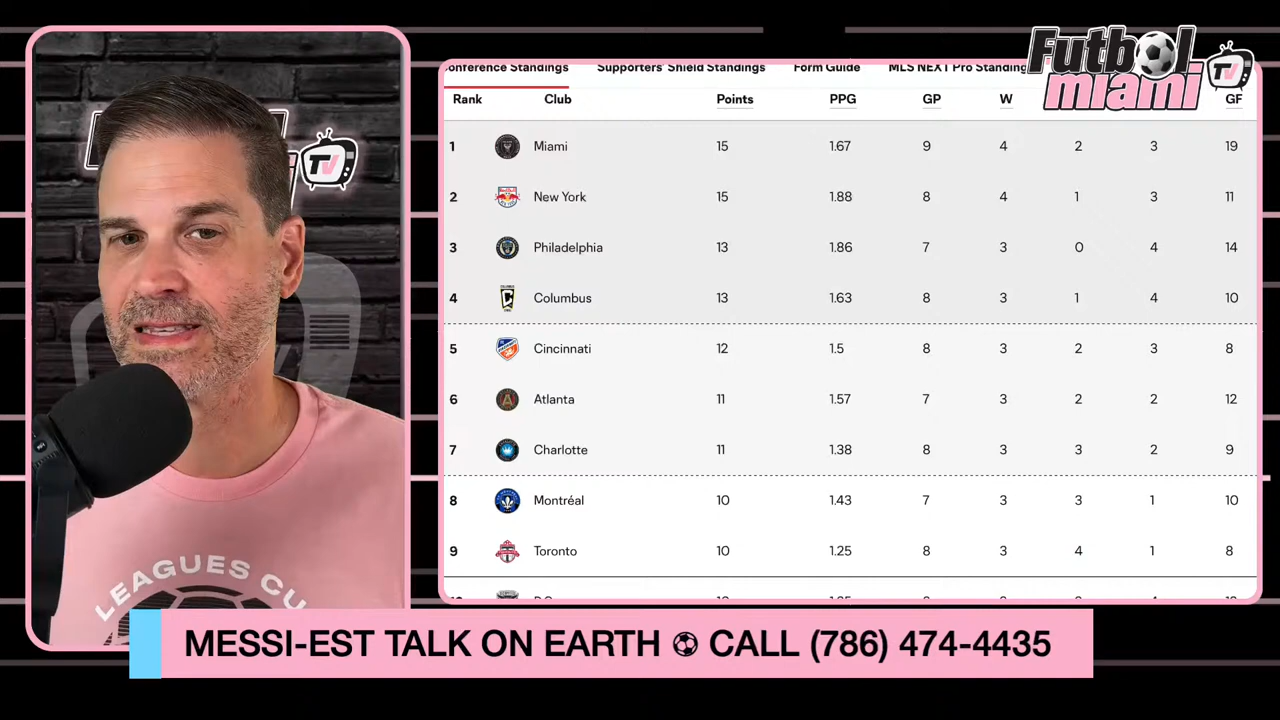 Futbol
miami
TV
TV
onference Standings Supporters' Shield Standings Form Guide MLS NEXT Pro Standing
Rank Club Points PPG GP W GF
1 Miami 15 1.67 9 4 2 3 19
2 New York 15 1.88 8 4 1 3 11
3 Philadelphia 13 1.86 7 3 0 4 14
4 Columbus 13 1.63 8 3 1 4 10
5 Cincinnati 12 1.5 8 3 2 3 8
6 Atlanta 11 1.57 7 3 2 2 12
7 Charlotte 11 1.38 8 3 3 2 9
8 Montréal 10 1.43 7 3 3 1 10
9 Toronto 10 1.25 8 3 4 1 8
LEAGUES CU
MESSI-EST TALK ON EARTH ⚽ CALL (786) 474-4435